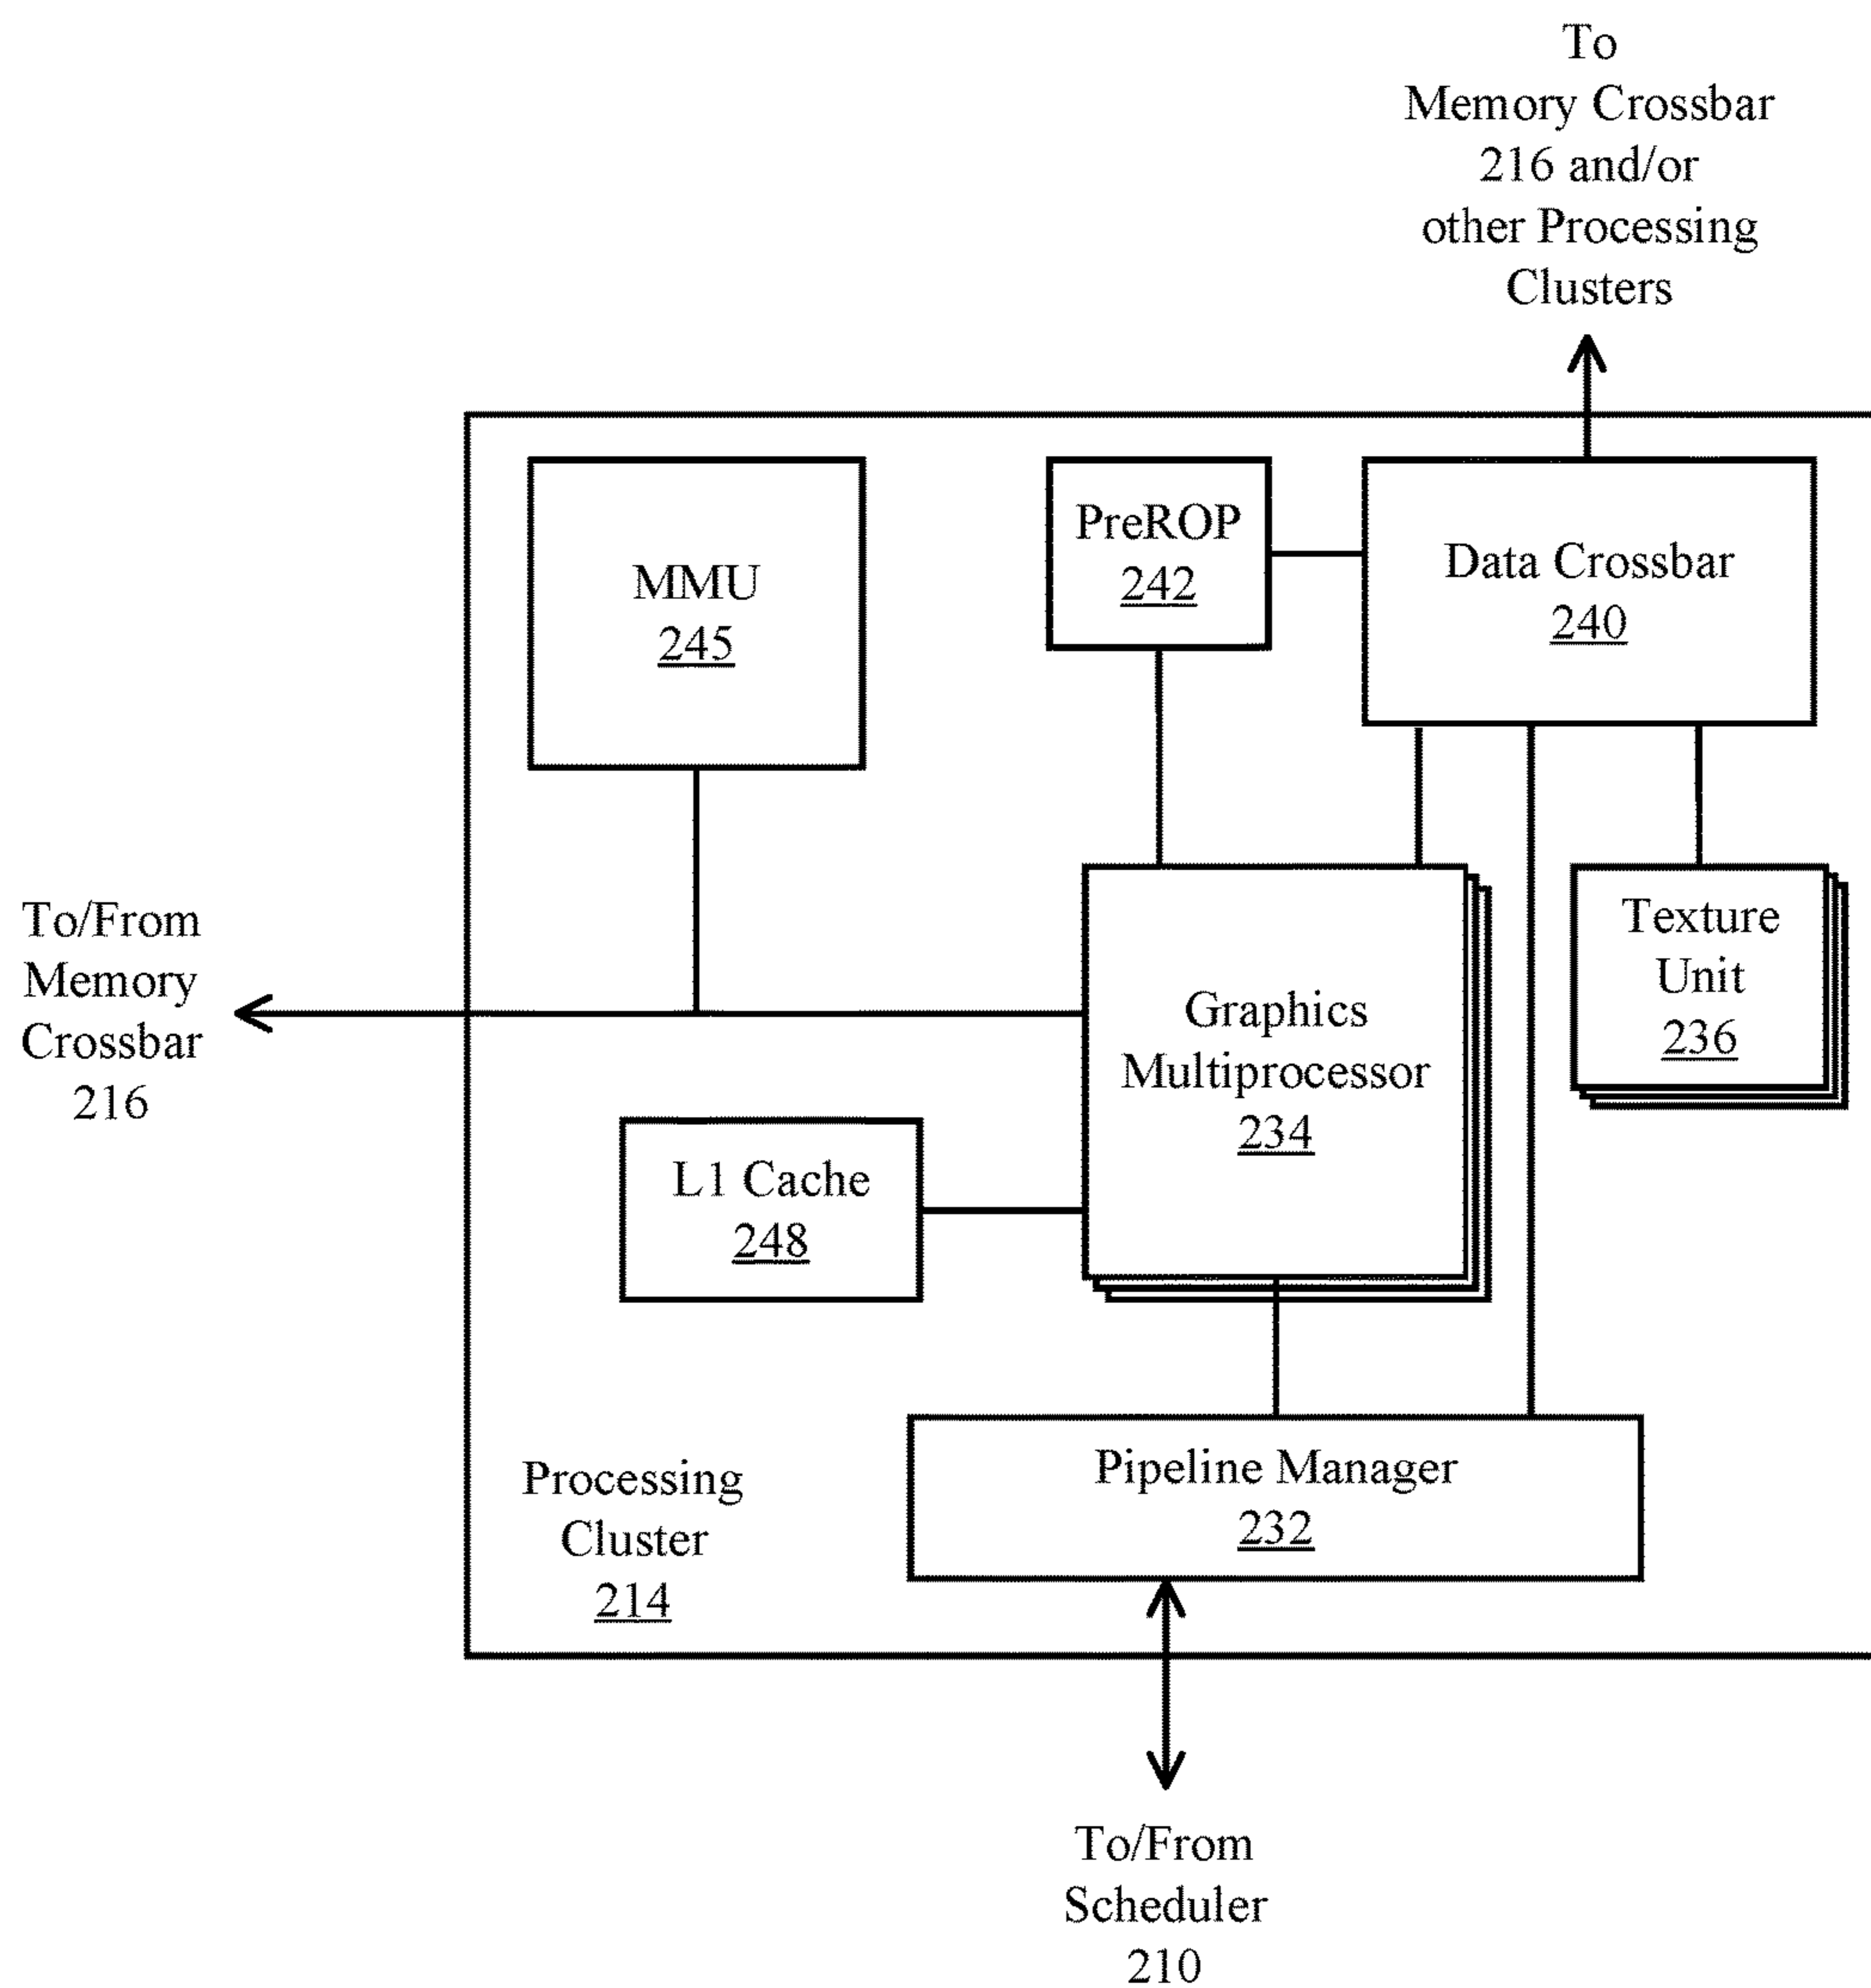 To
Memory Crossbar
216 and/or
other Processing
Clusters
MMU
245
PreROP
242
Data Crossbar
240
To/From
Memory
Crossbar
216
Graphics
Multiprocessor
234
Texture
Unit
236
L1 Cache
248
Pipeline Manager
232
Processing
Cluster
214
To/From
Scheduler
210